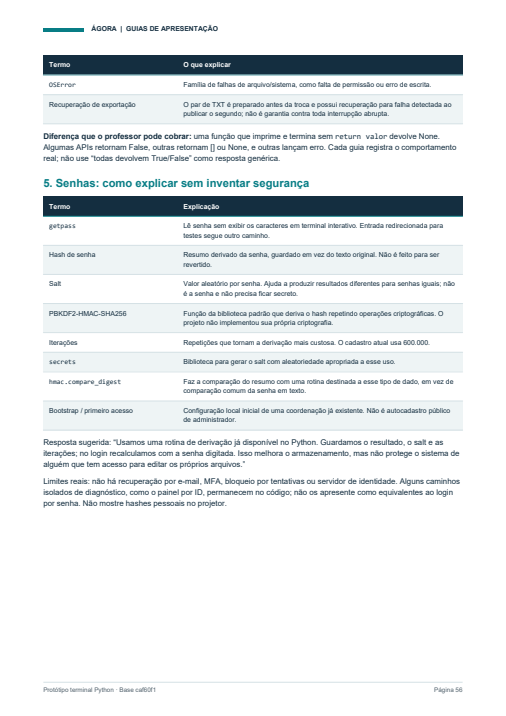 ÁGORA | GUIAS DE APRESENTAÇÃO
Termo O que explicar
OSError Família de falhas de arquivo/sistema, como falta de permissão ou erro de escrita.
Recuperação de exportação O par de TXT é preparado antes da troca e possui recuperação para falha detectada ao
publicar o segundo; não é garantia contra toda interrupção abrupta.
Diferença que o professor pode cobrar: uma função que imprime e termina sem return valor devolve None.
Algumas APIs retornam False, outras retornam [] ou None, e outras lançam erro. Cada guia registra o comportamento
real; não use “todas devolvem True/False” como resposta genérica.
5. Senhas: como explicar sem inventar segurança
Termo Explicação
getpass Lê senha sem exibir os caracteres em terminal interativo. Entrada redirecionada para
testes segue outro caminho.
Hash de senha Resumo derivado da senha, guardado em vez do texto original. Não é feito para ser
revertido.
Salt Valor aleatório por senha. Ajuda a produzir resultados diferentes para senhas iguais; não
é a senha e não precisa ficar secreto.
PBKDF2-HMAC-SHA256 Função da biblioteca padrão que deriva o hash repetindo operações criptográficas. O
projeto não implementou sua própria criptografia.
Iterações Repetições que tornam a derivação mais custosa. O cadastro atual usa 600.000.
secrets Biblioteca para gerar o salt com aleatoriedade apropriada a esse uso.
hmac.compare_digest Faz a comparação do resumo com uma rotina destinada a esse tipo de dado, em vez de
comparação comum da senha em texto.
Bootstrap / primeiro acesso Configuração local inicial de uma coordenação já existente. Não é autocadastro público
de administrador.
Resposta sugerida: “Usamos uma rotina de derivação já disponível no Python. Guardamos o resultado, o salt e as
iterações; no login recalculamos com a senha digitada. Isso melhora o armazenamento, mas não protege o sistema de
alguém que tem acesso para editar os próprios arquivos.”
Limites reais: não há recuperação por e-mail, MFA, bloqueio por tentativas ou servidor de identidade. Alguns caminhos
isolados de diagnóstico, como o painel por ID, permanecem no código; não os apresente como equivalentes ao login
por senha. Não mostre hashes pessoais no projetor.
Protótipo terminal Python · Base caf60f1 Página 56